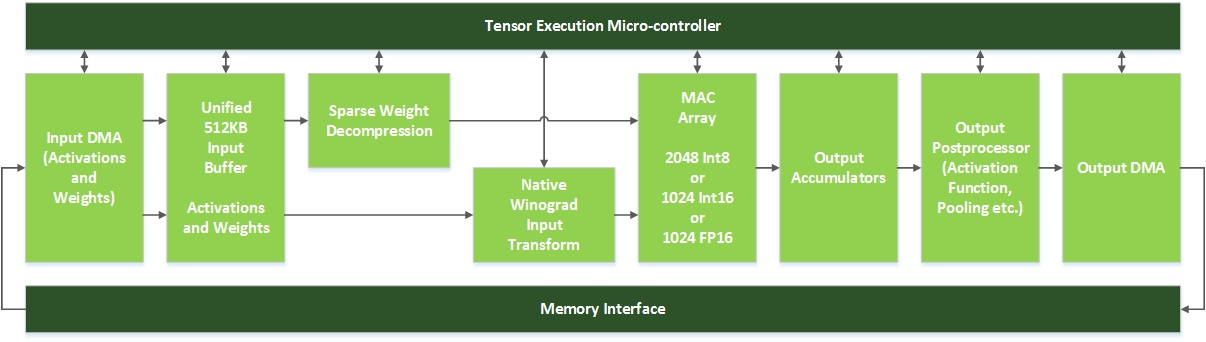 Tensor Execution Micro-controller
Input DMA
(Activations
and
Weights)
Unified
512KB
Input
Buffer
Activations
and Weights
Sparse Weight
Decompression
Native
Winograd
Input
Transform
MAC
Array
2048 Int8
or
1024 Int16
or
1024 FP16
Output
Accumulators
Output
Postprocessor
(Activation
Function,
Pooling etc.)
Output DMA
Memory Interface